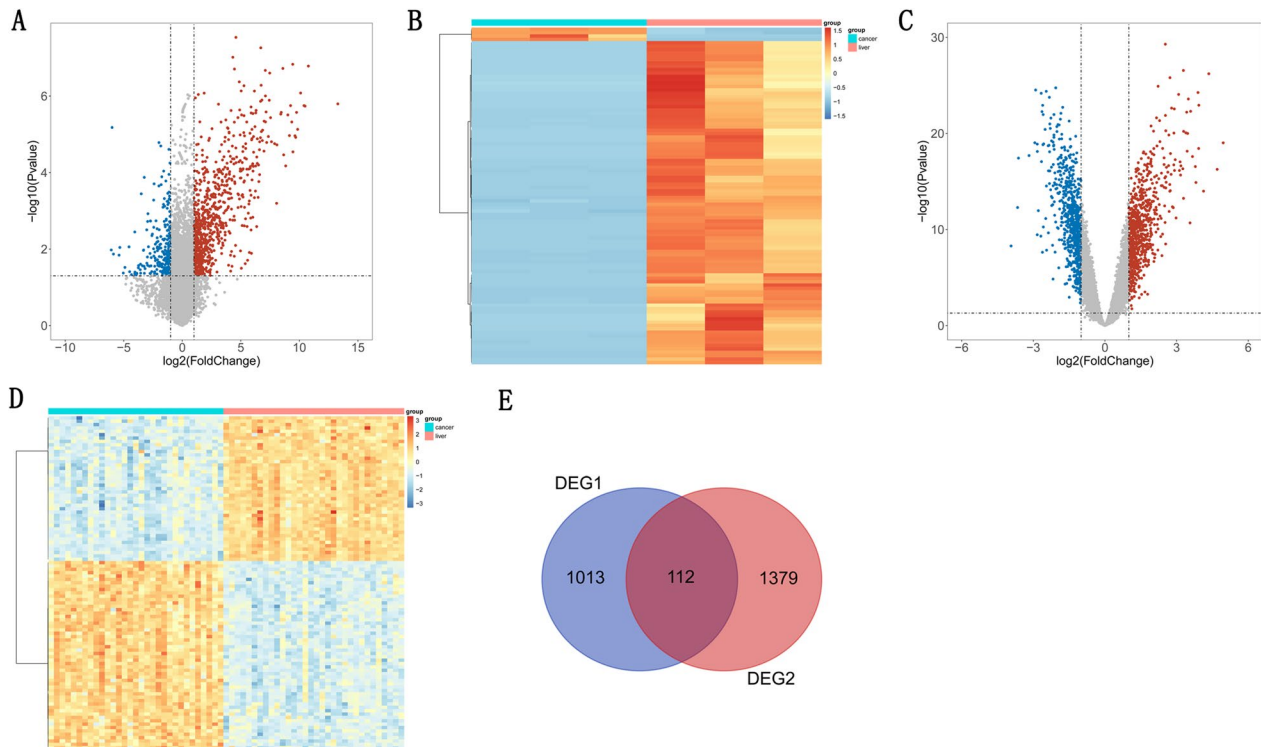 A
−log10(Pvalue)
6
4
2
0
−10
−5
0
5
10
15
log2(FoldChange)
B
group
1.5
1
0.5
0
−0.5
−1
−1.5
group
cancer
liver
C
−log10(Pvalue)
30
20
10
0
−6
−3
0
3
6
log2(FoldChange)
D
group
3
2
1
0
−1
−2
−3
group
cancer
liver
E
DEG1
1013
112
1379
DEG2